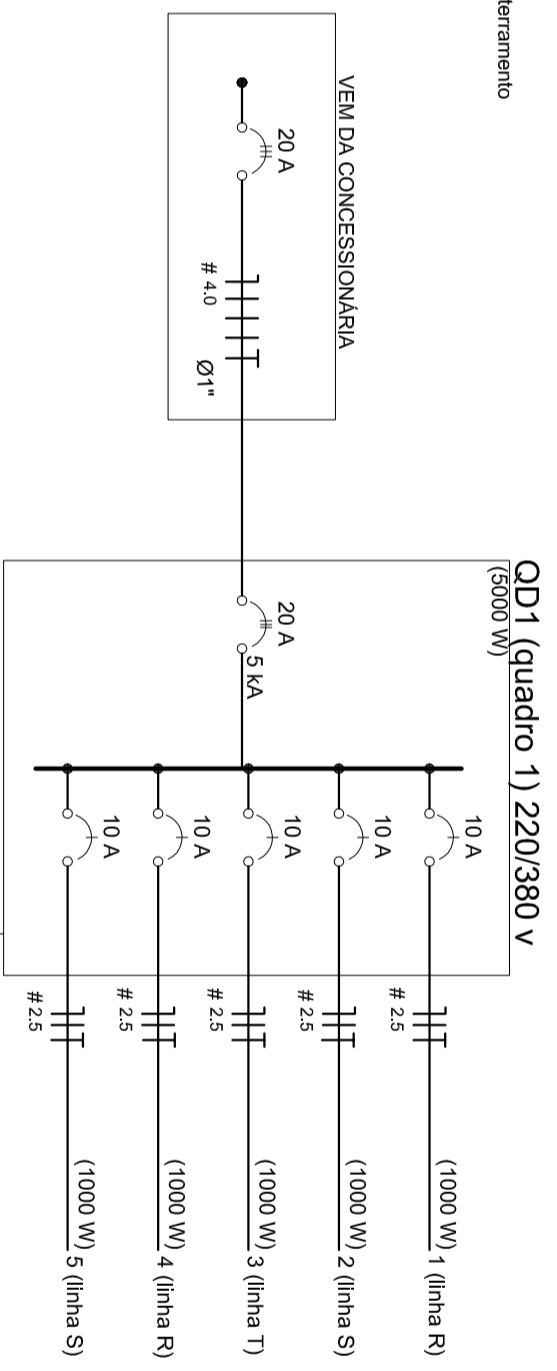 terramento
VEM DA CONCESSIONÁRIA
20 A
# 4.0
Ø1"
QD1 (quadro 1) 220/380 v
(5000 W)
20 A
5 kA
10 A
# 2.5
(1000 W)
1 (linha R)
10 A
# 2.5
(1000 W)
2 (linha S)
10 A
# 2.5
(1000 W)
3 (linha T)
10 A
# 2.5
(1000 W)
4 (linha R)
10 A
# 2.5
(1000 W)
5 (linha S)